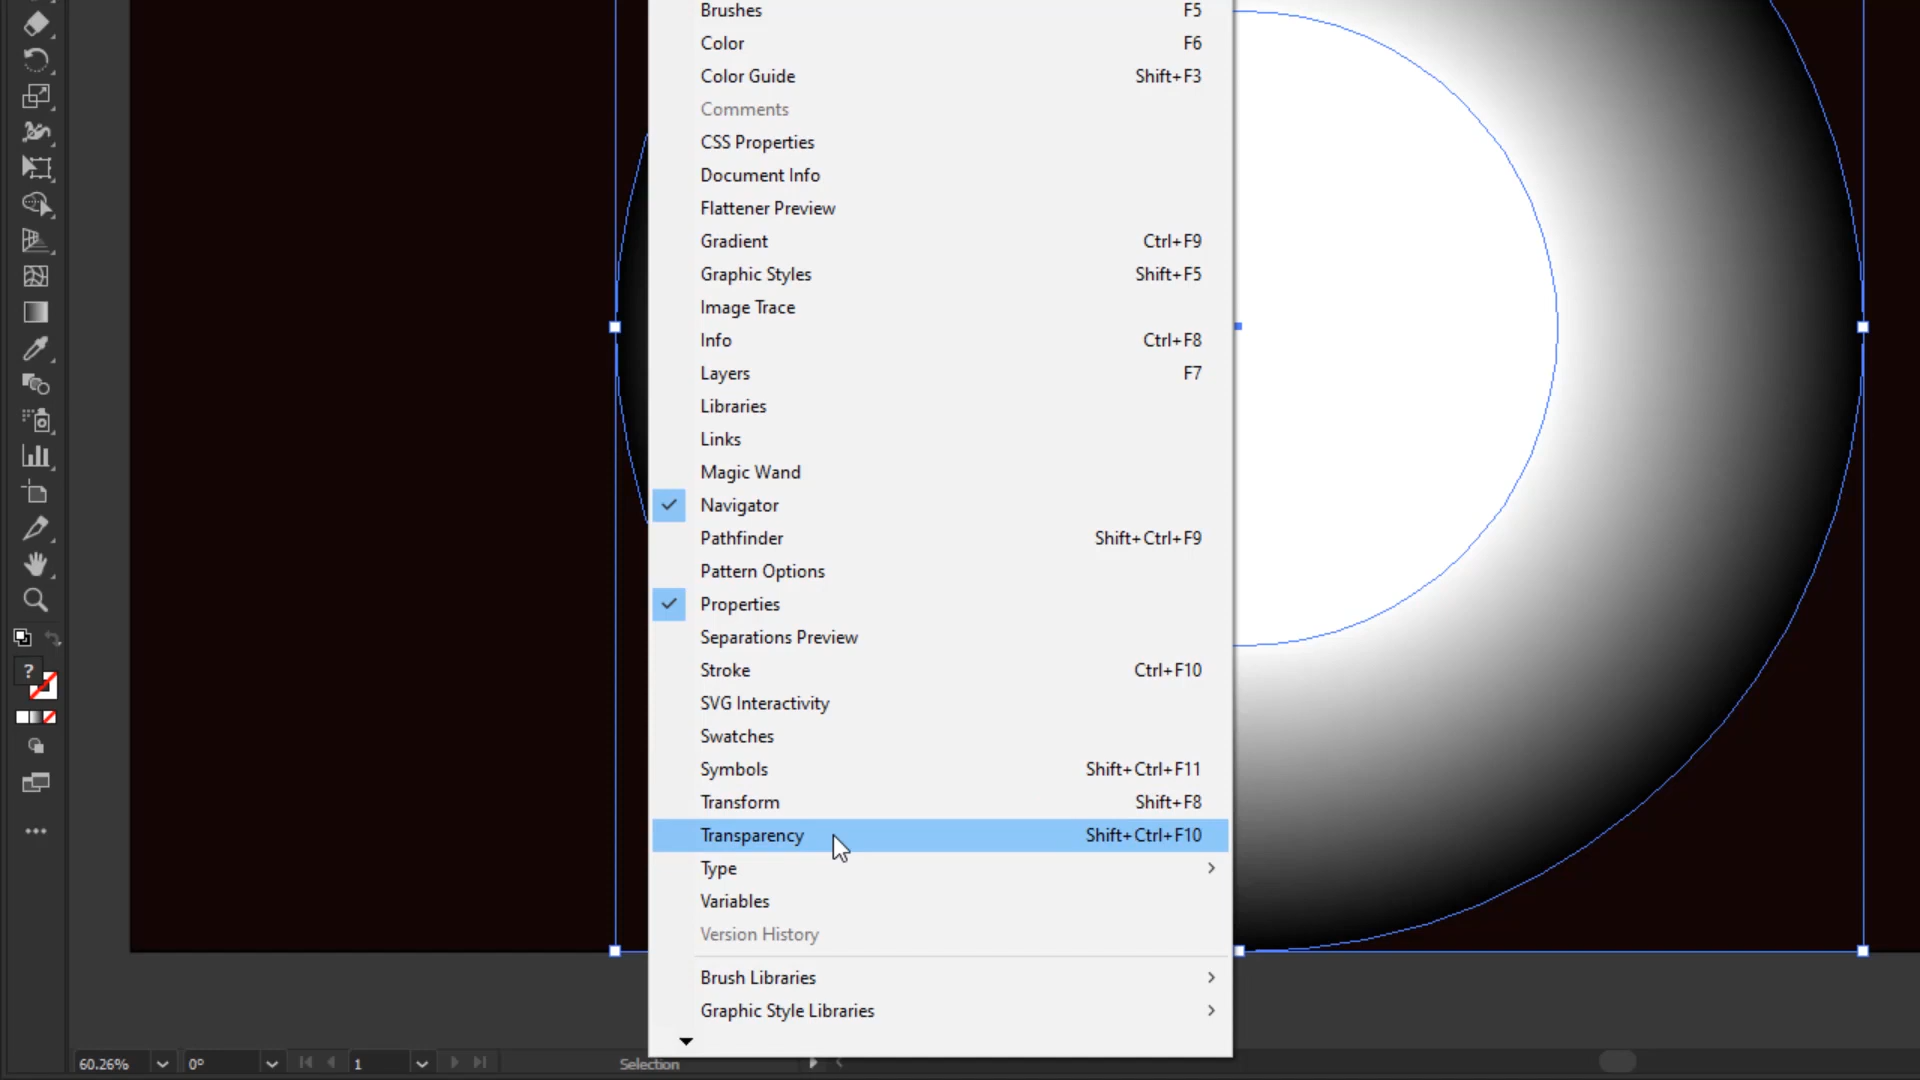 Brushes F5
Color F6
Color Guide Shift+F3
Comments
CSS Properties
Document Info
Flattener Preview
Gradient Ctrl+F9
Graphic Styles Shift+F5
Image Trace
Info Ctrl+F8
Layers F7
Libraries
Links
Magic Wand
Navigator
Pathfinder Shift+Ctrl+F9
Pattern Options
Properties
Separations Preview
Stroke Ctrl+F10
SVG Interactivity
Swatches
Symbols Shift+Ctrl+F11
Transform Shift+F8
Transparency Shift+Ctrl+F10
Type
Variables
Version History
Brush Libraries
Graphic Style Libraries
?
60.26% 0° 1 Selection